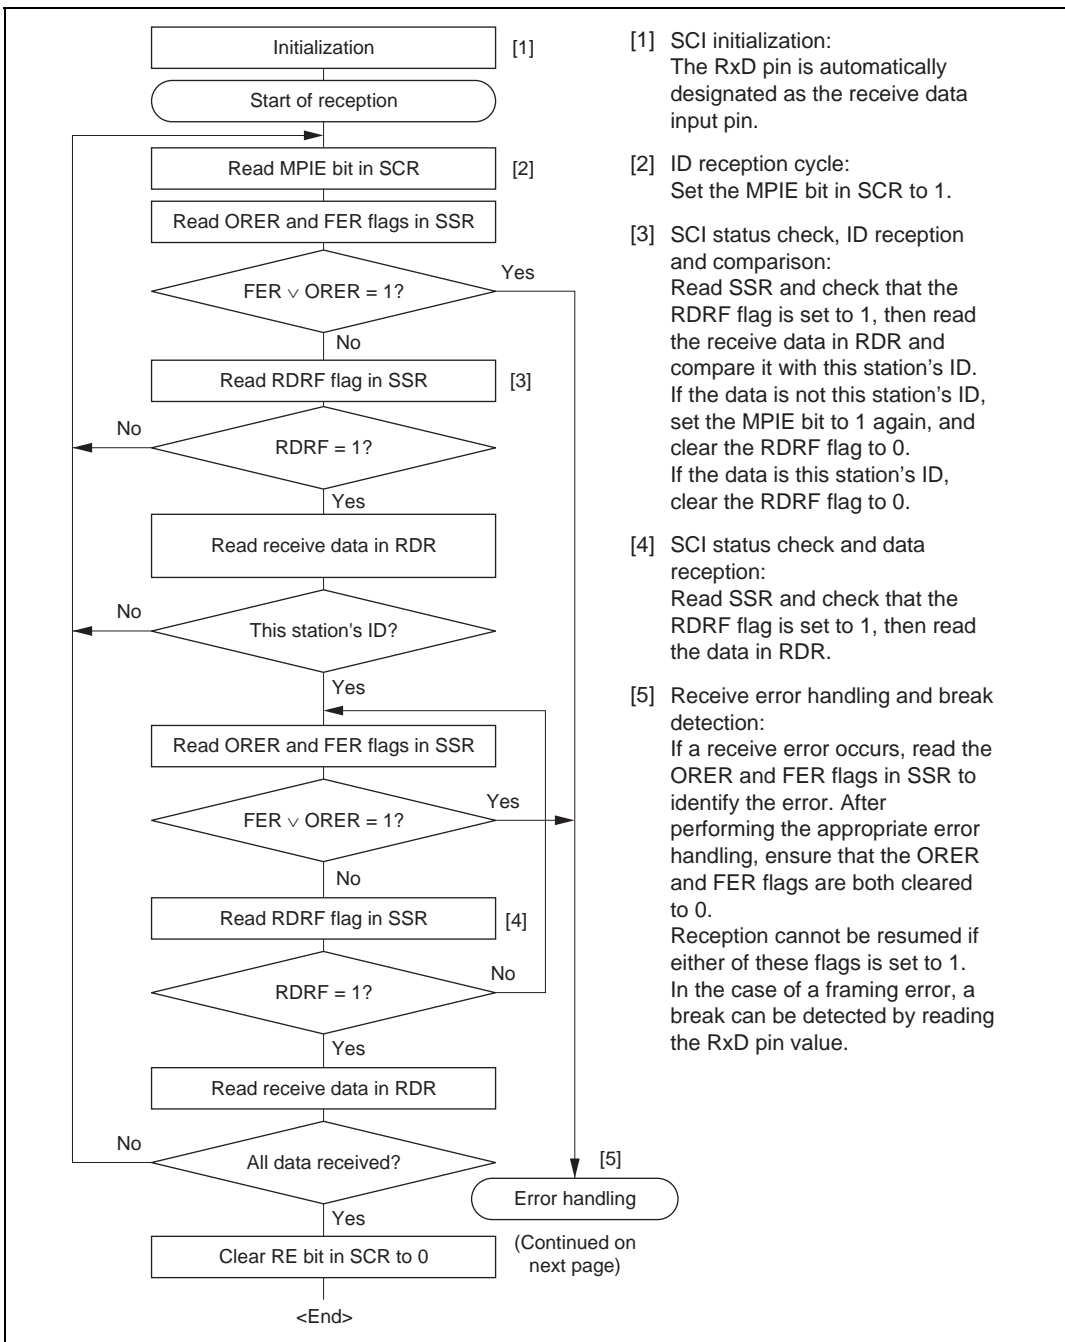 Initialization
[1]
Start of reception
Read MPIE bit in SCR
[2]
Read ORER and FER flags in SSR
FER ∨ ORER = 1?
Yes
No
Read RDRF flag in SSR
[3]
No
RDRF = 1?
Yes
Read receive data in RDR
No
This station's ID?
Yes
Read ORER and FER flags in SSR
FER ∨ ORER = 1?
Yes
No
Read RDRF flag in SSR
[4]
RDRF = 1?
No
Yes
Read receive data in RDR
No
All data received?
[5]
Error handling
Yes
(Continued on
next page)
Clear RE bit in SCR to 0
<End>
[1] SCI initialization:
The RxD pin is automatically
designated as the receive data
input pin.
[2] ID reception cycle:
Set the MPIE bit in SCR to 1.
[3] SCI status check, ID reception
and comparison:
Read SSR and check that the
RDRF flag is set to 1, then read
the receive data in RDR and
compare it with this station's ID.
If the data is not this station's ID,
set the MPIE bit to 1 again, and
clear the RDRF flag to 0.
If the data is this station's ID,
clear the RDRF flag to 0.
[4] SCI status check and data
reception:
Read SSR and check that the
RDRF flag is set to 1, then read
the data in RDR.
[5] Receive error handling and break
detection:
If a receive error occurs, read the
ORER and FER flags in SSR to
identify the error. After
performing the appropriate error
handling, ensure that the ORER
and FER flags are both cleared
to 0.
Reception cannot be resumed if
either of these flags is set to 1.
In the case of a framing error, a
break can be detected by reading
the RxD pin value.